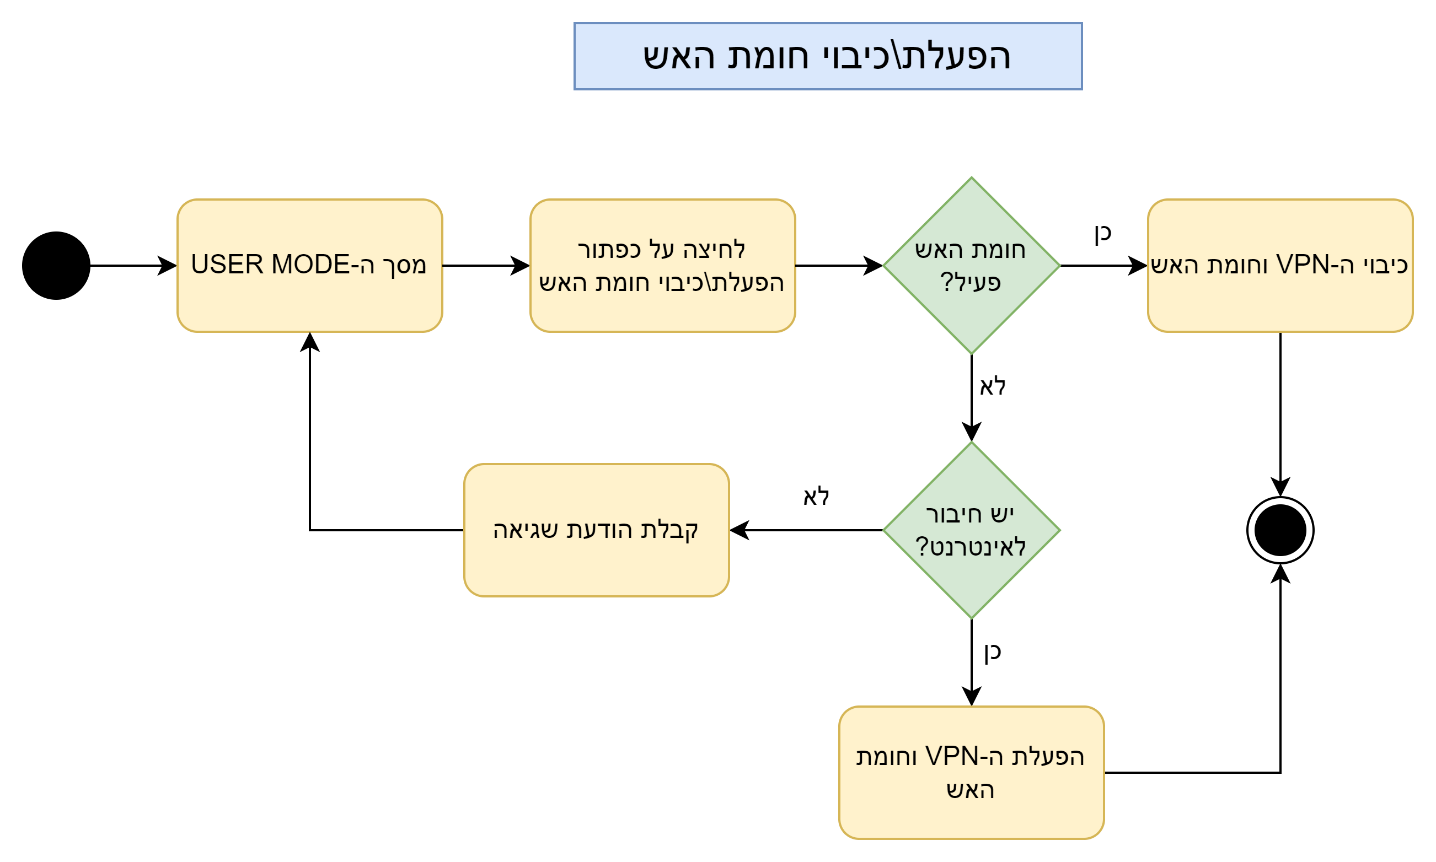 הפעלת\כיבוי חומת האש
מסך ה-USER MODE
לחיצה על כפתור
הפעלת\כיבוי חומת האש
חומת האש
פעיל?
כן
כיבוי ה-VPN וחומת האש
לא
יש חיבור
לאינטרנט?
לא
קבלת הודעת שגיאה
כן
הפעלת ה-VPN וחומת
האש